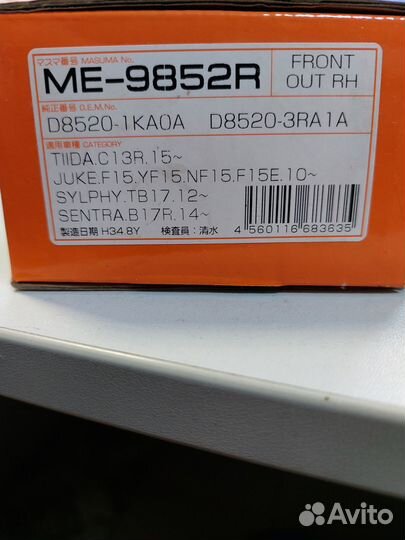 マスマ番号 MASUMA No.
ME-9852R
FRONT
OUT RH
純正番号 O.E.M.No.
D8520-1KA0A D8520-3RA1A
適用車種 CATEGORY
TIIDA.C13R.15~
JUKE.F15.YF15.NF15.F15E.10~
SYLPHY.TB17.12~
SENTRA.B17R.14~
製造日期 H34 8Y 検査員:清水
4 560116 683635
Avito